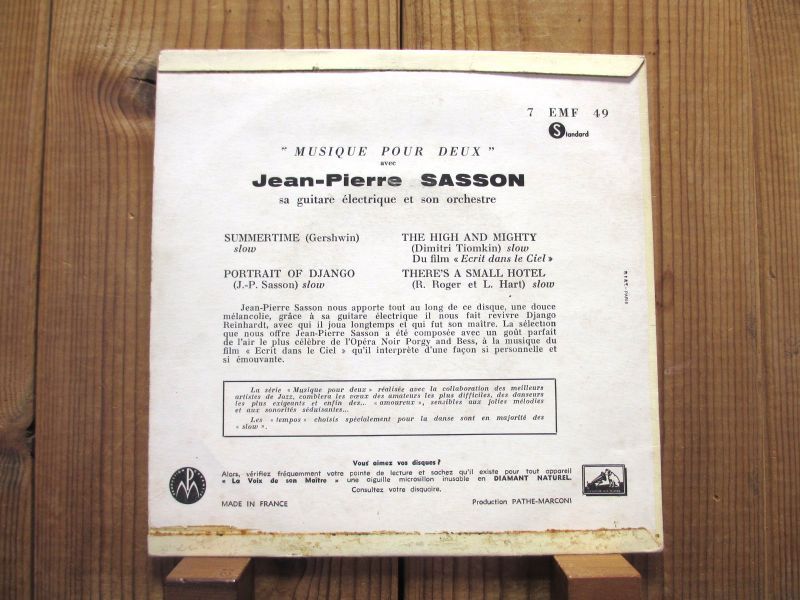 7 EMF 49
Standard
" MUSIQUE POUR DEUX "
avec
Jean-Pierre SASSON
sa guitare électrique et son orchestre
SUMMERTIME (Gershwin)
slow
PORTRAIT OF DJANGO
(J.-P. Sasson) slow
THE HIGH AND MIGHTY
(Dimitri Tiomkin) slow
Du film « Ecrit dans le Ciel »
THERE'S A SMALL HOTEL
(R. Roger et L. Hart) slow
Jean-Pierre Sasson nous apporte tout au long de ce disque, une douce
mélancolie, grâce à sa guitare électrique il nous fait revivre Django
Reinhardt, avec qui il joua longtemps et qui fut son maître. La sélection
que nous offre Jean-Pierre Sasson a été composée avec un goût parfait
de l'air le plus célèbre de l'Opéra Noir Porgy and Bess, à la musique du
film « Ecrit dans le Ciel » qu'il interprète d'une façon si personnelle et
si émouvante.
La série « Musique pour deux » réalisée avec la collaboration des meilleurs
artistes de Jazz, comblera les vœux des amateurs les plus difficiles, des danseurs
les plus exigeants et enfin des... « amoureux », sensibles aux jolies mélodies
et aux sonorités séduisantes...
Les « tempos » choisis spécialement pour la danse sont en majorité des
« slow ».
Vous aimez vos disques ?
Alors, vérifiez fréquemment votre pointe de lecture et sachez qu'il existe pour tout appareil
« La Voix de son Maître » une aiguille microsillon inusable en DIAMANT NATUREL.
Consultez votre disquaire.
MADE IN FRANCE
Production PATHE-MARCONI